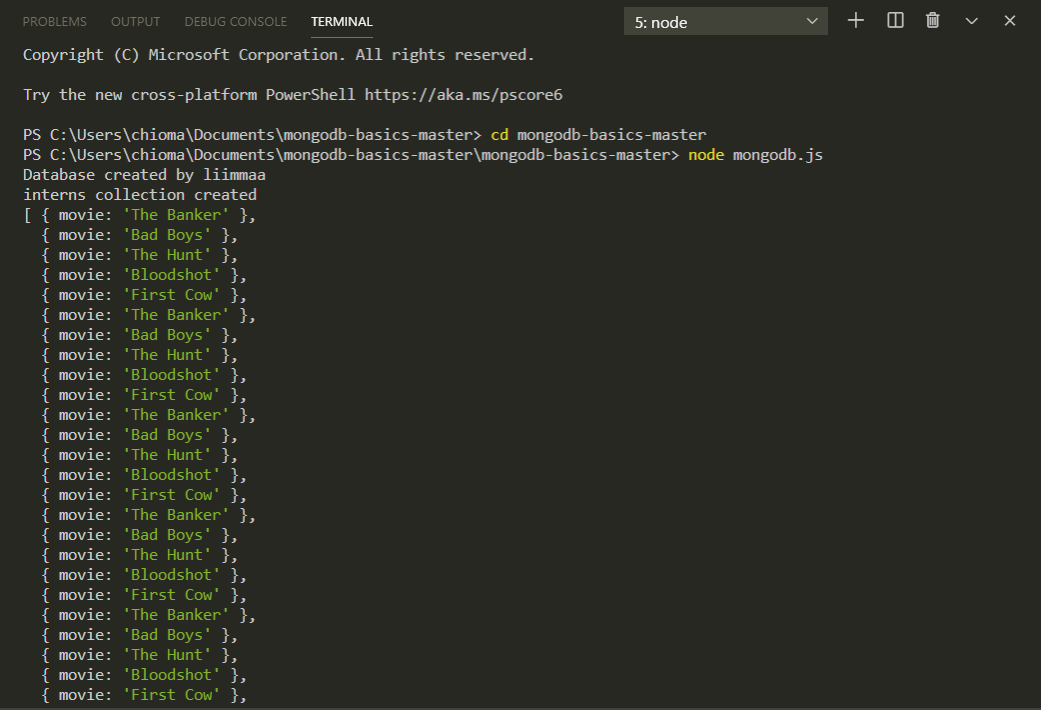 PROBLEMS OUTPUT DEBUG CONSOLE TERMINAL 5: node
Copyright (C) Microsoft Corporation. All rights reserved.
Try the new cross-platform PowerShell https://aka.ms/pscore6
PS C:\Users\chioma\Documents\mongodb-basics-master> cd mongodb-basics-master
PS C:\Users\chioma\Documents\mongodb-basics-master\mongodb-basics-master> node mongodb.js
Database created by liimmaa
interns collection created
[ { movie: 'The Banker' },
{ movie: 'Bad Boys' },
{ movie: 'The Hunt' },
{ movie: 'Bloodshot' },
{ movie: 'First Cow' },
{ movie: 'The Banker' },
{ movie: 'Bad Boys' },
{ movie: 'The Hunt' },
{ movie: 'Bloodshot' },
{ movie: 'First Cow' },
{ movie: 'The Banker' },
{ movie: 'Bad Boys' },
{ movie: 'The Hunt' },
{ movie: 'Bloodshot' },
{ movie: 'First Cow' },
{ movie: 'The Banker' },
{ movie: 'Bad Boys' },
{ movie: 'The Hunt' },
{ movie: 'Bloodshot' },
{ movie: 'First Cow' },
{ movie: 'The Banker' },
{ movie: 'Bad Boys' },
{ movie: 'The Hunt' },
{ movie: 'Bloodshot' },
{ movie: 'First Cow' },